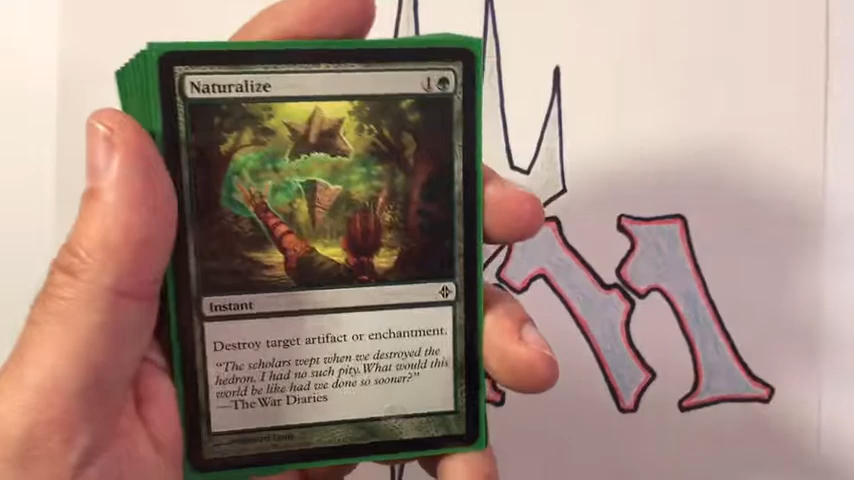 Naturalize 1
Instant
Destroy target artifact or enchantment.
"The scholars wept when we destroyed the
hedron. I had no such pity. What would this
world be like had we done so sooner?"
—The War Diaries